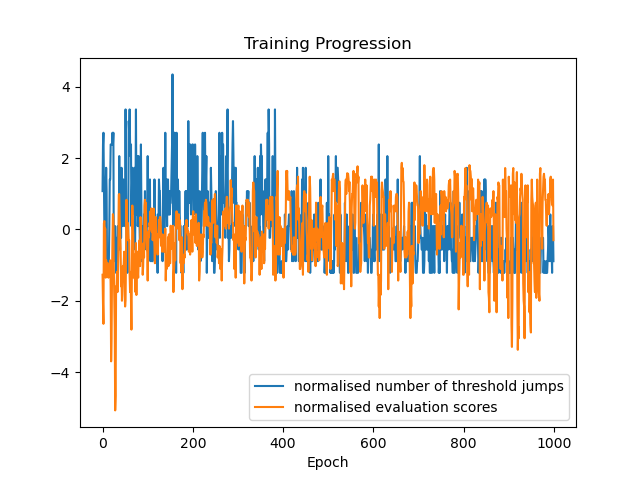 Training Progression
4
2
0
−2
−4
normalised number of threshold jumps
normalised evaluation scores
0 200 400 600 800 1000
Epoch